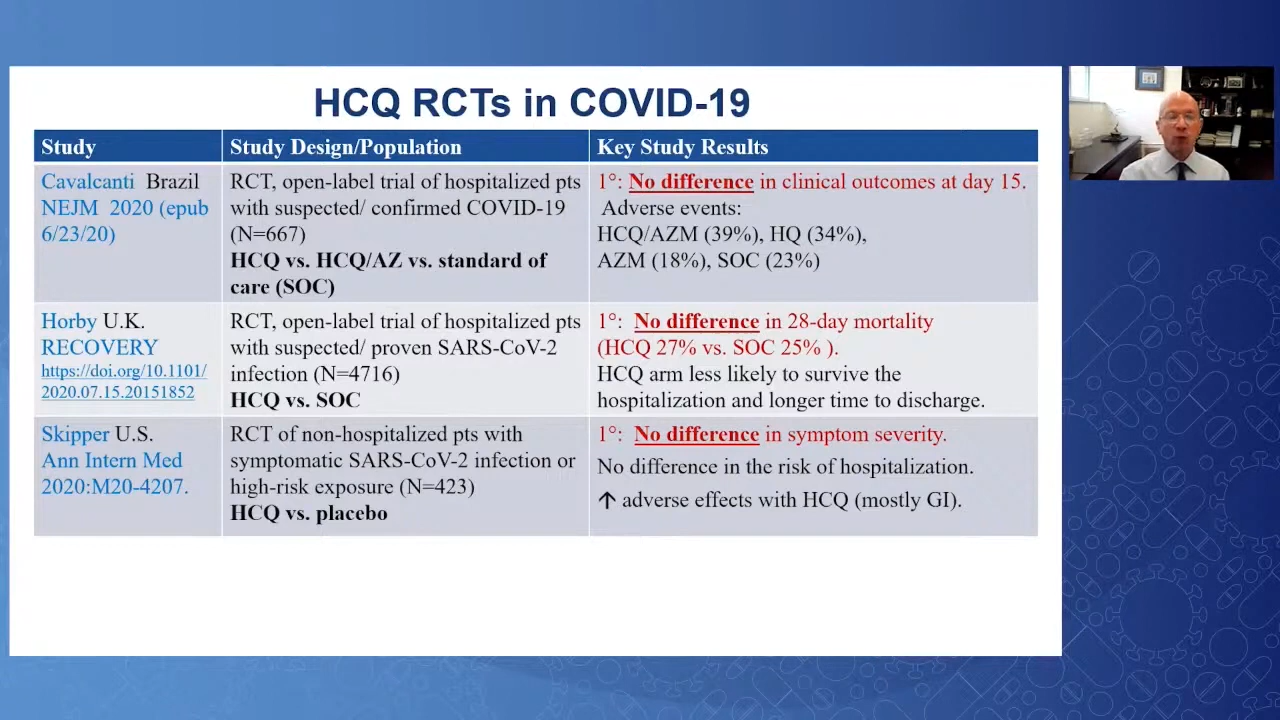 HCQ RCTs in COVID-19
Study
Study Design/Population
Key Study Results
Cavalcanti Brazil
NEJM 2020 (epub
6/23/20)
RCT, open-label trial of hospitalized pts
with suspected/ confirmed COVID-19
(N=667)
HCQ vs. HCQ/AZ vs. standard of
care (SOC)
1°: No difference in clinical outcomes at day 15.
Adverse events:
HCQ/AZM (39%), HQ (34%),
AZM (18%), SOC (23%)
Horby U.K.
RECOVERY
https://doi.org/10.1101/
2020.07.15.20151852
RCT, open-label trial of hospitalized pts
with suspected/ proven SARS-CoV-2
infection (N=4716)
HCQ vs. SOC
1°: No difference in 28-day mortality
(HCQ 27% vs. SOC 25% ).
HCQ arm less likely to survive the
hospitalization and longer time to discharge.
Skipper U.S.
Ann Intern Med
2020:M20-4207.
RCT of non-hospitalized pts with
symptomatic SARS-CoV-2 infection or
high-risk exposure (N=423)
HCQ vs. placebo
1°: No difference in symptom severity.
No difference in the risk of hospitalization.
↑ adverse effects with HCQ (mostly GI).